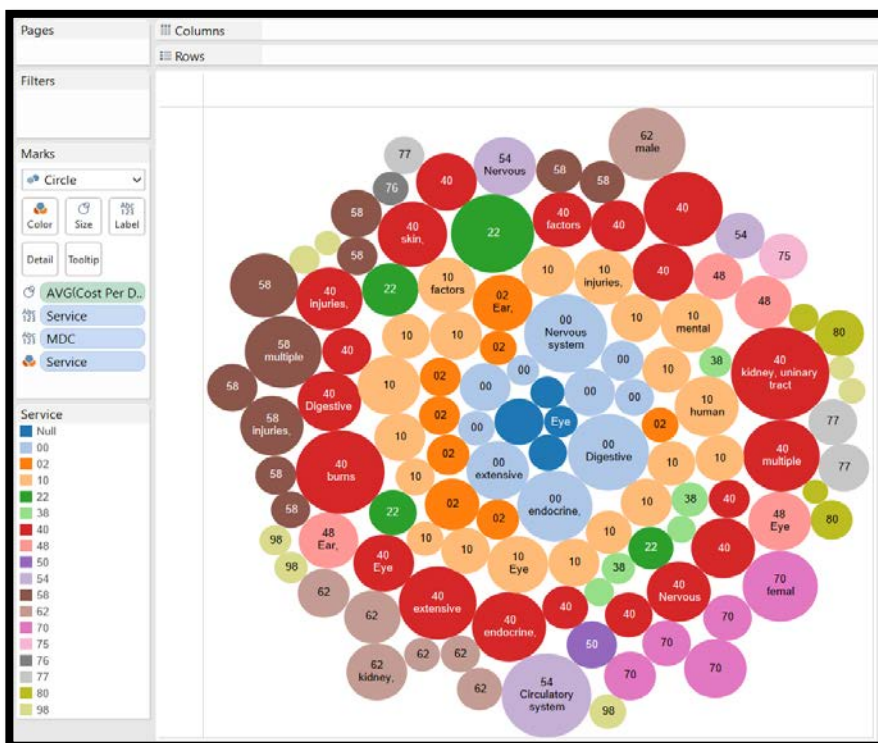 Pages
Columns
Rows
Filters
Marks
Circle
Color
Size
Label
Detail
Tooltip
AVG(Cost Per D..
Service
MDC
Service
Service
Null
00
02
10
22
38
40
48
50
54
58
62
70
75
76
77
80
98
62
male
77
54
Nervous
58
58
76
40
40
58
40
skin,
22
40
factors
40
54
75
58
10
factors
10
10
injuries,
40
48
58
40
injuries,
22
02
Ear,
48
00
Nervous
system
10
10
mental
80
58
multiple
40
10
10
02
00
00
10
38
40
kidney, uninary
tract
58
40
Digestive
10
02
00
00
00
10
human
58
injuries,
02
00
Eye
02
77
10
02
00
extensive
00
Digestive
10
10
40
multiple
77
58
40
burns
10
58
22
02
02
00
endocrine,
10
38
40
48
Eye
80
98
48
Ear,
10
10
10
22
40
98
40
Eye
10
Eye
10
38
62
62
40
extensive
40
endocrine,
40
40
40
Nervous
70
femal
70
62
kidney,
62
62
50
70
70
70
62
54
Circulatory
system
98